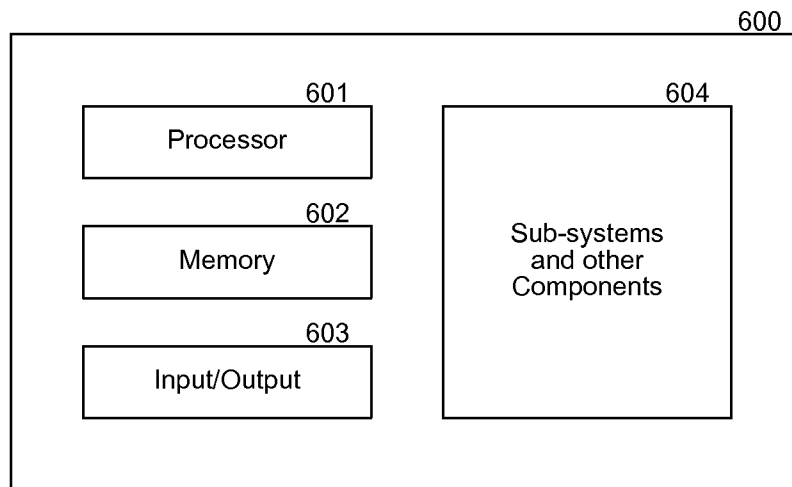 600
601
Processor
602
Memory
603
Input/Output
604
Sub-systems
and other
Components